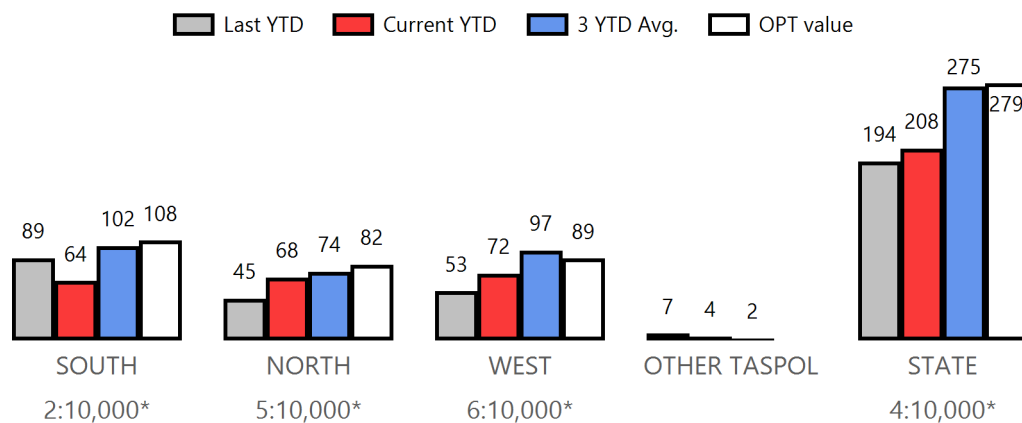 Last YTD Current YTD 3 YTD Avg. OPT value
275
279
194 208
89 64 102 108
45 68 74 82
53 72 97 89
7 4 2
SOUTH NORTH WEST OTHER TASPOL STATE
2:10,000* 5:10,000* 6:10,000* 4:10,000*